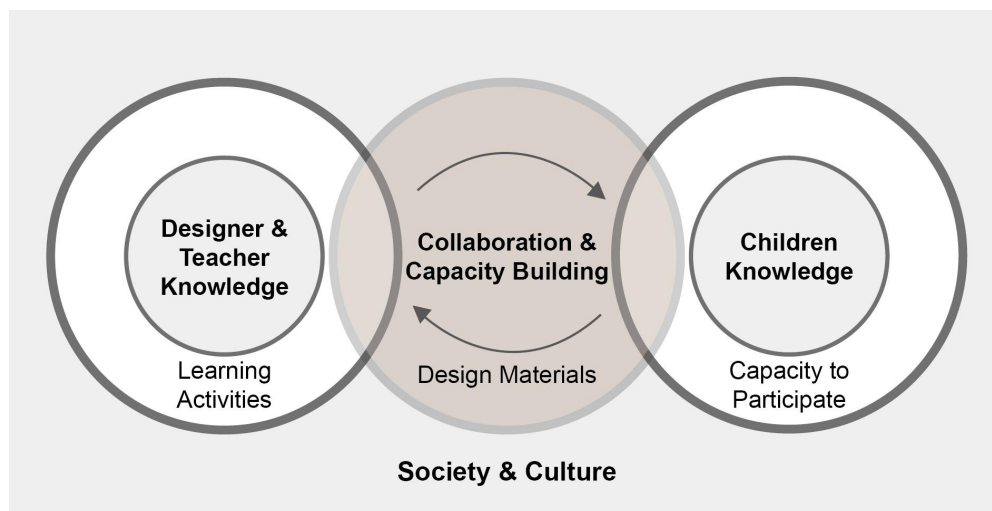 Designer &
Teacher
Knowledge
Learning
Activities
Collaboration &
Capacity Building
Design Materials
Children
Knowledge
Capacity to
Participate
Society & Culture